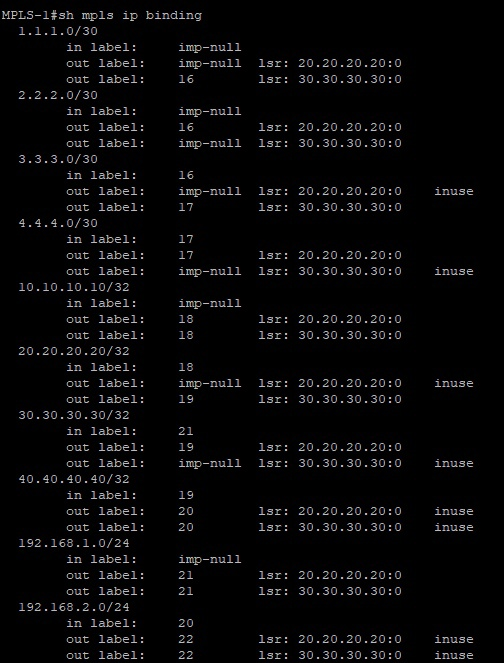 MPLS-1#sh mpls ip binding
1.1.1.0/30
in label: imp-null
out label: imp-null lsr: 20.20.20.20:0
out label: 16 lsr: 30.30.30.30:0
2.2.2.0/30
in label: imp-null
out label: 16 lsr: 20.20.20.20:0
out label: imp-null lsr: 30.30.30.30:0
3.3.3.0/30
in label: 16
out label: imp-null lsr: 20.20.20.20:0 inuse
out label: 17 lsr: 30.30.30.30:0
4.4.4.0/30
in label: 17
out label: 17 lsr: 20.20.20.20:0
out label: imp-null lsr: 30.30.30.30:0 inuse
10.10.10.10/32
in label: imp-null
out label: 18 lsr: 20.20.20.20:0
out label: 18 lsr: 30.30.30.30:0
20.20.20.20/32
in label: 18
out label: imp-null lsr: 20.20.20.20:0 inuse
out label: 19 lsr: 30.30.30.30:0
30.30.30.30/32
in label: 21
out label: 19 lsr: 20.20.20.20:0
out label: imp-null lsr: 30.30.30.30:0 inuse
40.40.40.40/32
in label: 19
out label: 20 lsr: 20.20.20.20:0 inuse
out label: 20 lsr: 30.30.30.30:0 inuse
192.168.1.0/24
in label: imp-null
out label: 21 lsr: 20.20.20.20:0
out label: 21 lsr: 30.30.30.30:0
192.168.2.0/24
in label: 20
out label: 22 lsr: 20.20.20.20:0 inuse
out label: 22 lsr: 30.30.30.30:0 inuse